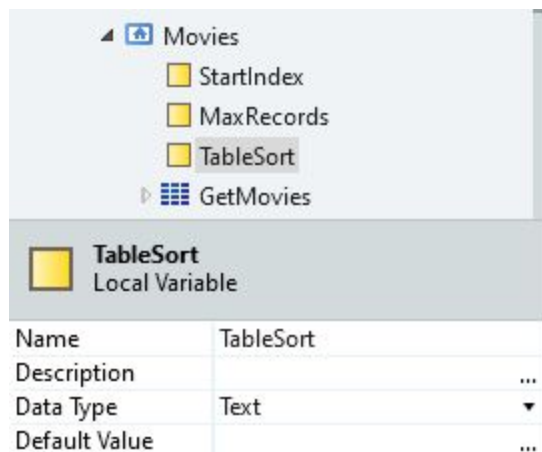 Movies
StartIndex
MaxRecords
TableSort
GetMovies
TableSort
Local Variable
Name TableSort
Description ...
Data Type Text
Default Value ...